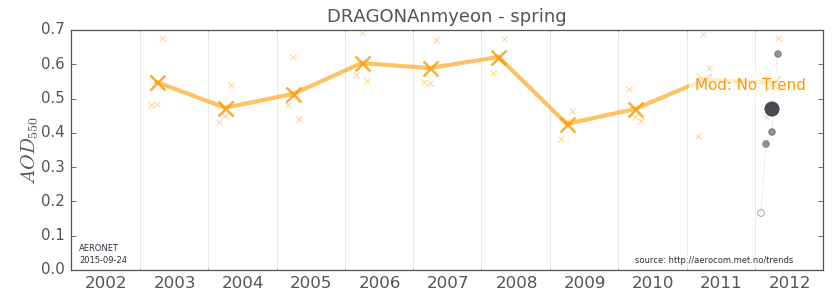 DRAGONAnmyeon - spring
0.7
0.6
0.5
0.4
0.3
0.2
0.1
0.0
AOD550
Mod: No Trend
AERONET
2015-09-24
source: http://aerocom.met.no/trends
2002 2003 2004 2005 2006 2007 2008 2009 2010 2011 2012